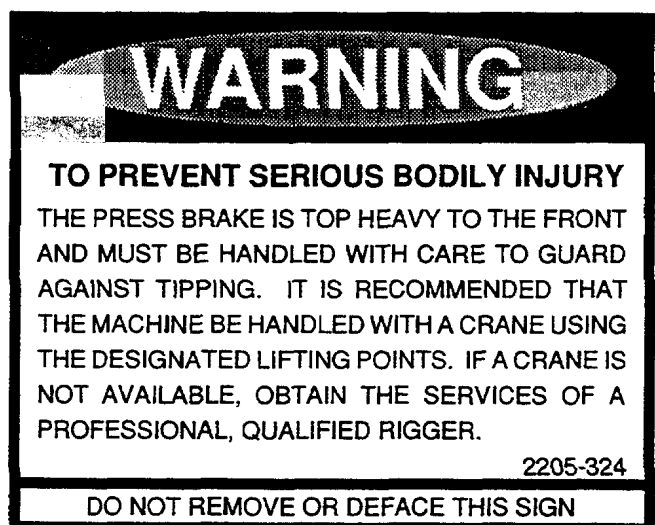 WARNING
TO PREVENT SERIOUS BODILY INJURY
THE PRESS BRAKE IS TOP HEAVY TO THE FRONT
AND MUST BE HANDLED WITH CARE TO GUARD
AGAINST TIPPING. IT IS RECOMMENDED THAT
THE MACHINE BE HANDLED WITH A CRANE USING
THE DESIGNATED LIFTING POINTS. IF A CRANE IS
NOT AVAILABLE, OBTAIN THE SERVICES OF A
PROFESSIONAL, QUALIFIED RIGGER.
2205-324
DO NOT REMOVE OR DEFACE THIS SIGN